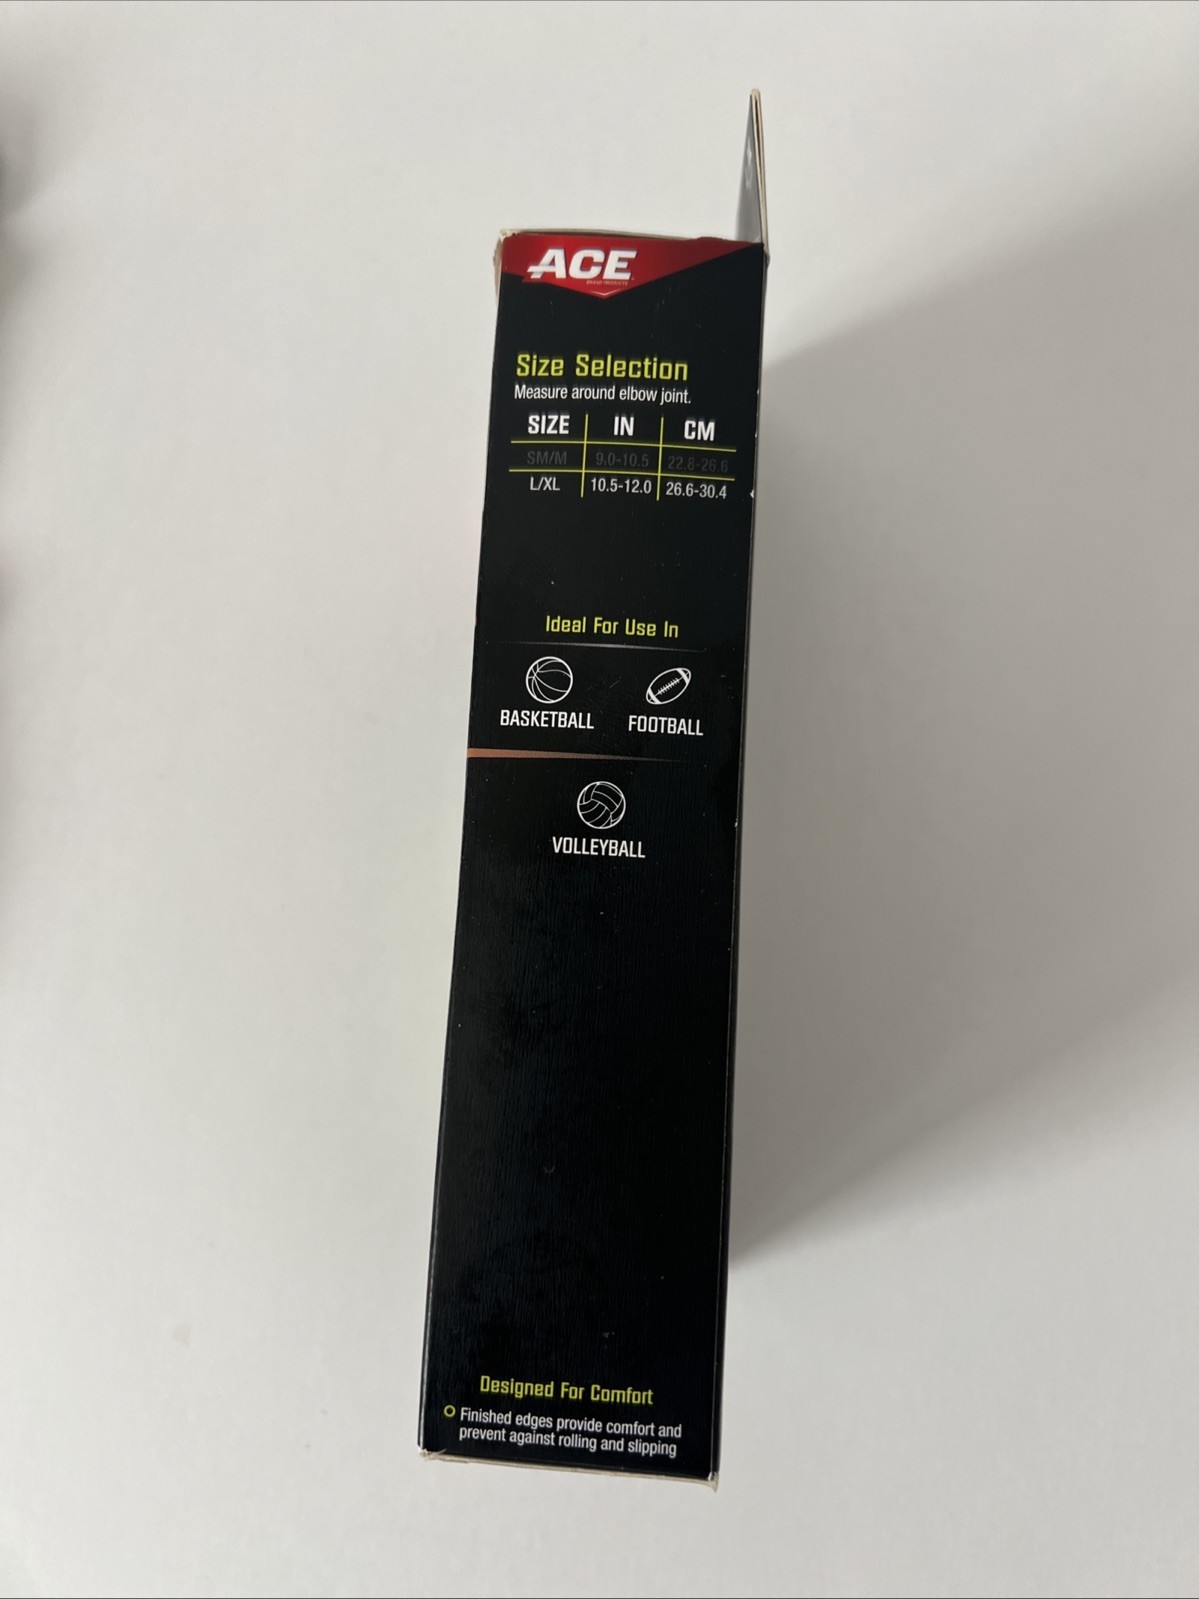 ACE
BRAND PRODUCTS
Size Selection
Measure around elbow joint.
SIZE IN CM
SM/M 9.0-10.5 22.8-26.6
L/XL 10.5-12.0 26.6-30.4
Ideal For Use In
BASKETBALL FOOTBALL
VOLLEYBALL
Designed For Comfort
Finished edges provide comfort and
prevent against rolling and slipping